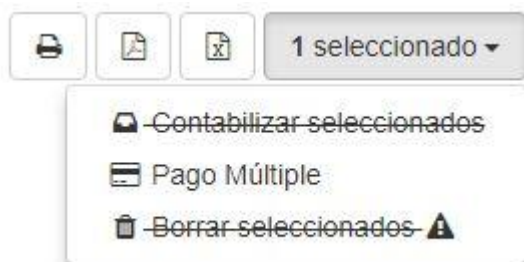 1 seleccionado
Contabilizar seleccionados
Pago Múltiple
Borrar seleccionados